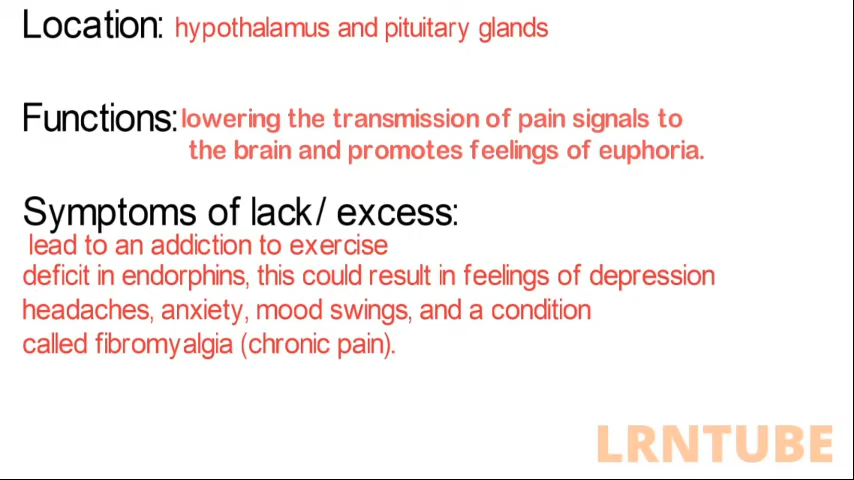 Location: hypothalamus and pituitary glands
Functions: lowering the transmission of pain signals to
the brain and promotes feelings of euphoria.
Symptoms of lack/ excess:
lead to an addiction to exercise
deficit in endorphins, this could result in feelings of depression
headaches, anxiety, mood swings, and a condition
called fibromyalgia (chronic pain).
LRNTUBE